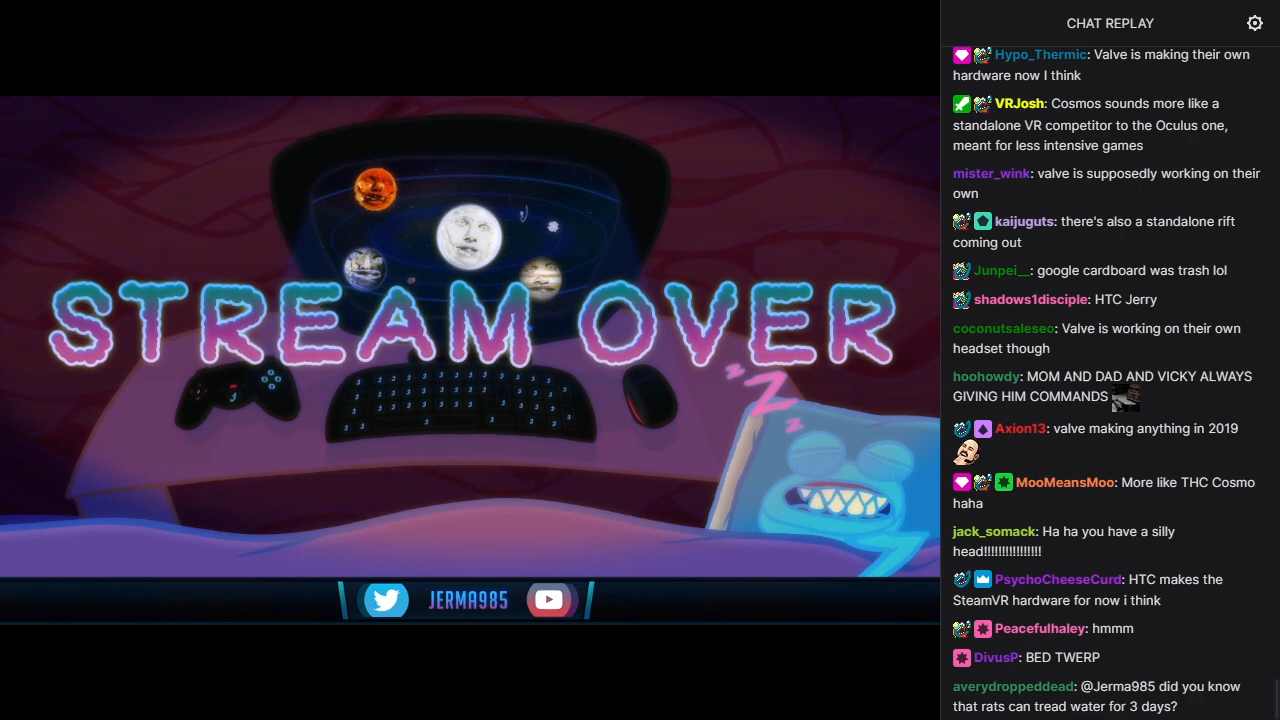 STREAM OVER
z
Z
z
JERMA985
CHAT REPLAY
Hypo_Thermic: Valve is making their own
hardware now I think
VRJosh: Cosmos sounds more like a
standalone VR competitor to the Oculus one,
meant for less intensive games
mister_wink: valve is supposedly working on their
own
kaijuguts: there's also a standalone rift
coming out
Junpei__: google cardboard was trash lol
shadows1disciple: HTC Jerry
coconutsaleseo: Valve is working on their own
headset though
hoohowdy: MOM AND DAD AND VICKY ALWAYS
GIVING HIM COMMANDS
Axion13: valve making anything in 2019
MooMeansMoo: More like THC Cosmo
haha
jack_somack: Ha ha you have a silly
head!!!!!!!!!!!!!!!!
PsychoCheeseCurd: HTC makes the
SteamVR hardware for now i think
Peacefulhaley: hmmm
DivusP: BED TWERP
averydroppeddead: @Jerma985 did you know
that rats can tread water for 3 days?